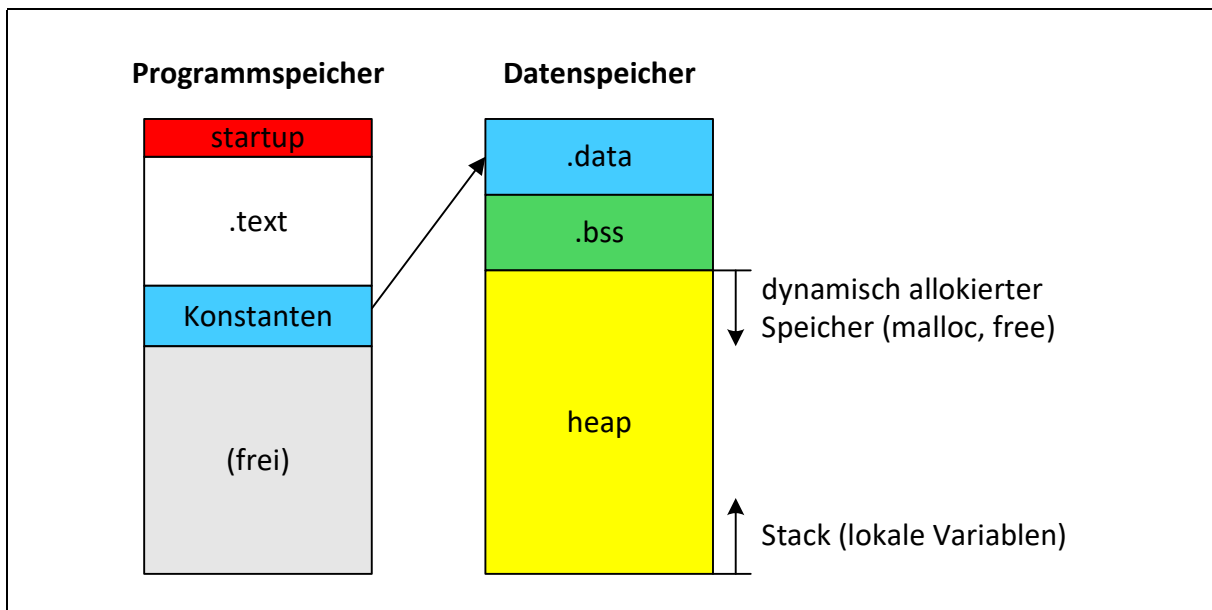 Programmspeicher
Datenspeicher
startup
.text
Konstanten
(frei)
.data
.bss
heap
dynamisch allokierter
Speicher (malloc, free)
Stack (lokale Variablen)